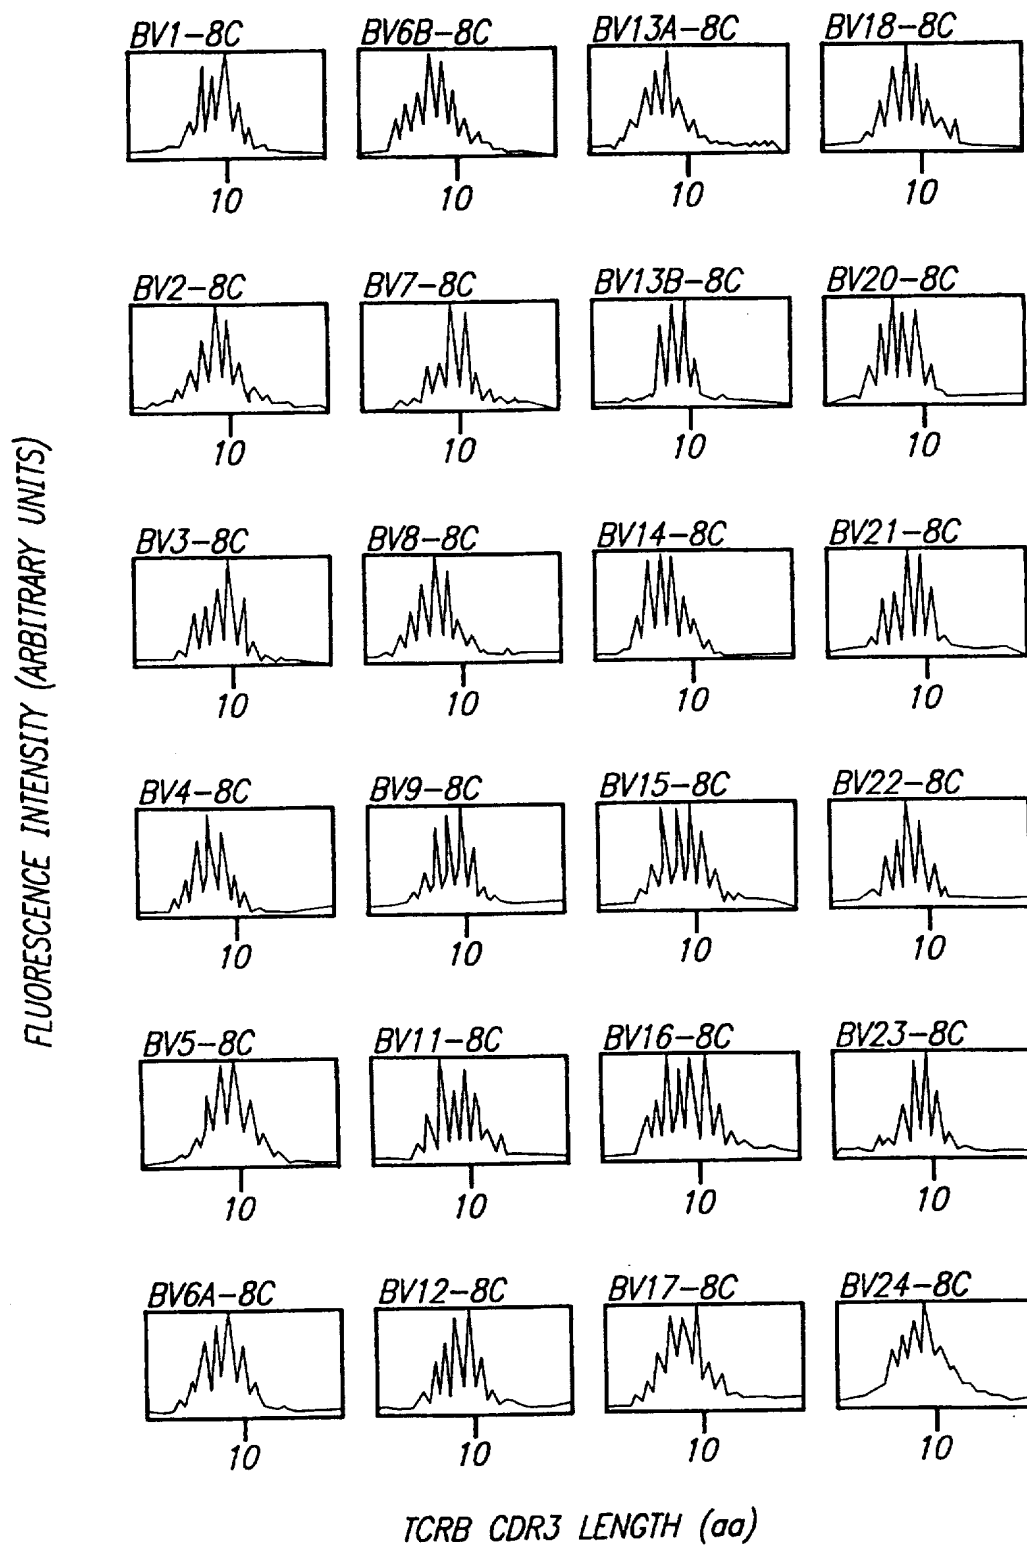 BV1-8C BV6B-8C BV13A-8C BV18-8C
10 10 10 10
BV2-8C BV7-8C BV13B-8C BV20-8C
10 10 10 10
BV3-8C BV8-8C BV14-8C BV21-8C
10 10 10 10
BV4-8C BV9-8C BV15-8C BV22-8C
10 10 10 10
BV5-8C BV11-8C BV16-8C BV23-8C
10 10 10 10
BV6A-8C BV12-8C BV17-8C BV24-8C
10 10 10 10
FLUORESCENCE INTENSITY (ARBITRARY UNITS)
TCRB CDR3 LENGTH (aa)